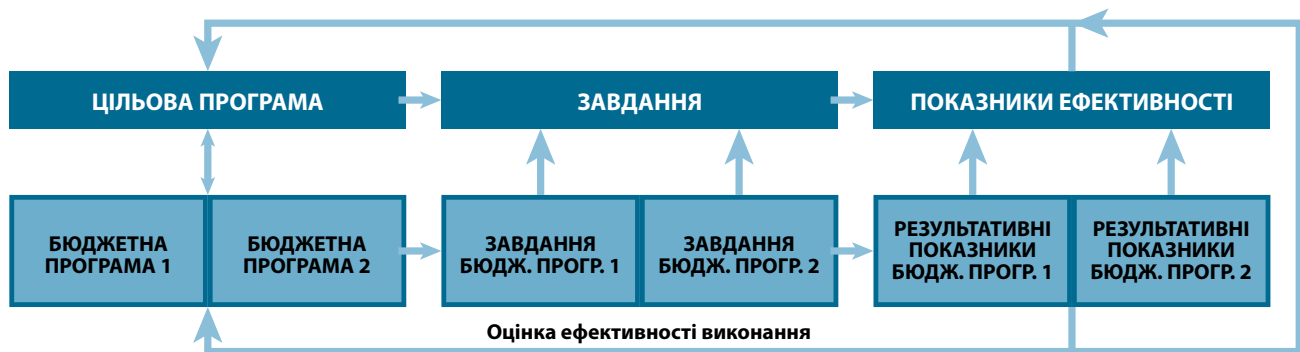 ЦІЛЬОВА ПРОГРАМА
ЗАВДАННЯ
ПОКАЗНИКИ ЕФЕКТИВНОСТІ
БЮДЖЕТНА
ПРОГРАМА 1
БЮДЖЕТНА
ПРОГРАМА 2
ЗАВДАННЯ
БЮДЖ. ПРОГР. 1
ЗАВДАННЯ
БЮДЖ. ПРОГР. 2
РЕЗУЛЬТАТИВНІ
ПОКАЗНИКИ
БЮДЖ. ПРОГР. 1
РЕЗУЛЬТАТИВНІ
ПОКАЗНИКИ
БЮДЖ. ПРОГР. 2
Оцінка ефективності виконання